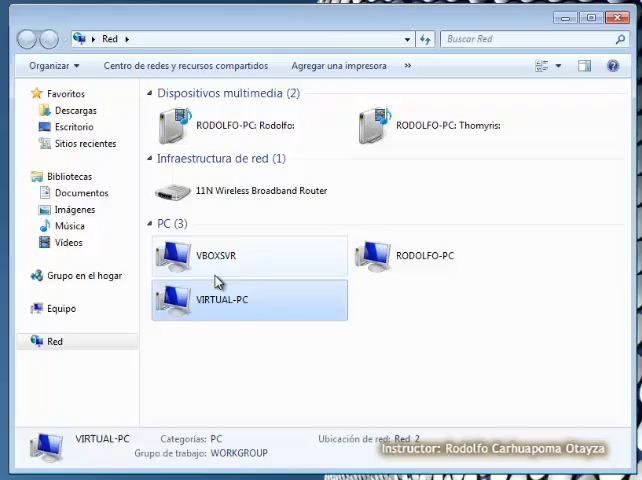 Red
Buscar Red
Organizar
Centro de redes y recursos compartidos
Agregar una impresora
»
Favoritos
Descargas
Escritorio
Sitios recientes
Bibliotecas
Documentos
Imágenes
Música
Vídeos
Grupo en el hogar
Equipo
Red
Dispositivos multimedia (2)
RODOLFO-PC: Rodolfo:
RODOLFO-PC: Thomyris:
Infraestructura de red (1)
11N Wireless Broadband Router
PC (3)
VBOXSVR
RODOLFO-PC
VIRTUAL-PC
VIRTUAL-PC
Categorías: PC
Ubicación de red: Red 2
Grupo de trabajo: WORKGROUP
Instructor: Rodolfo Carhuapoma Otayza